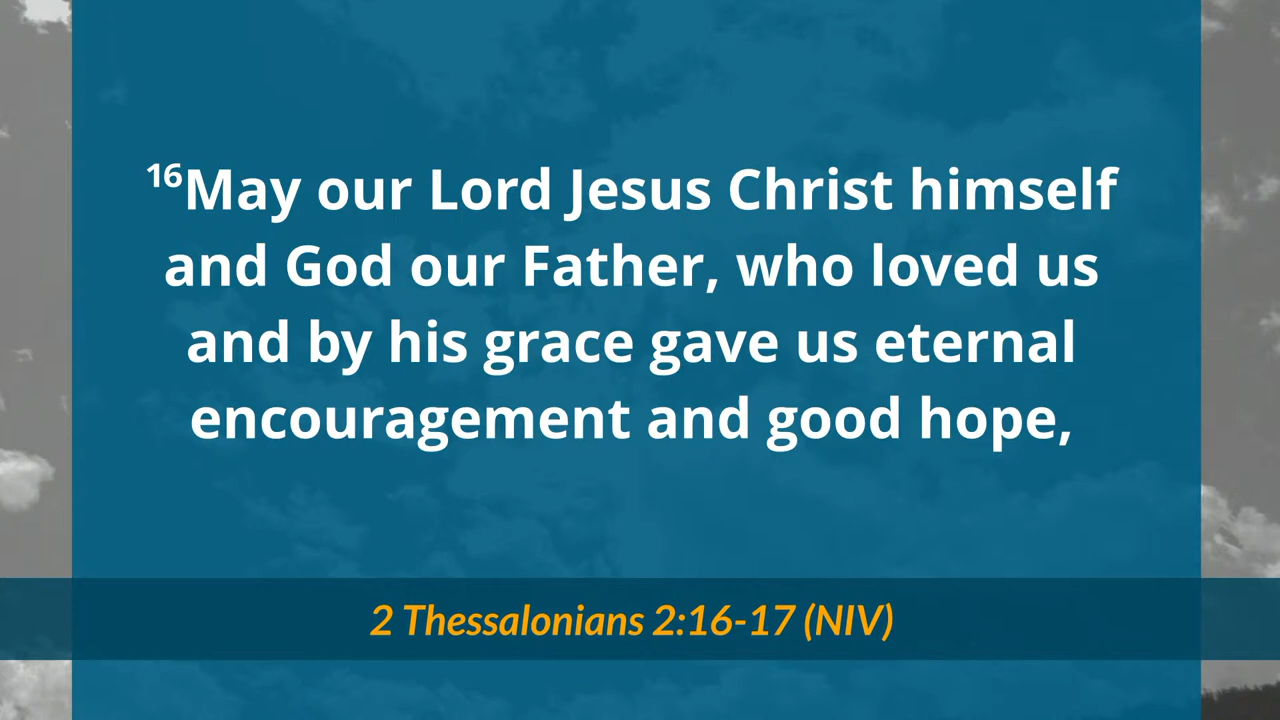 ¹⁶May our Lord Jesus Christ himself
and God our Father, who loved us
and by his grace gave us eternal
encouragement and good hope,
2 Thessalonians 2:16-17 (NIV)